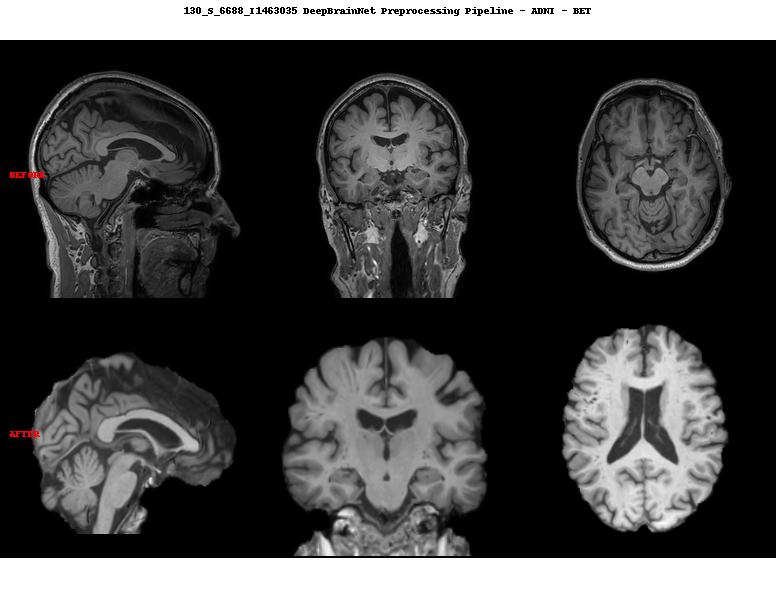 130_S_6688_I1463035 DeepBrainNet Preprocessing Pipeline - ADNI - BET
BEFORE
AFTER